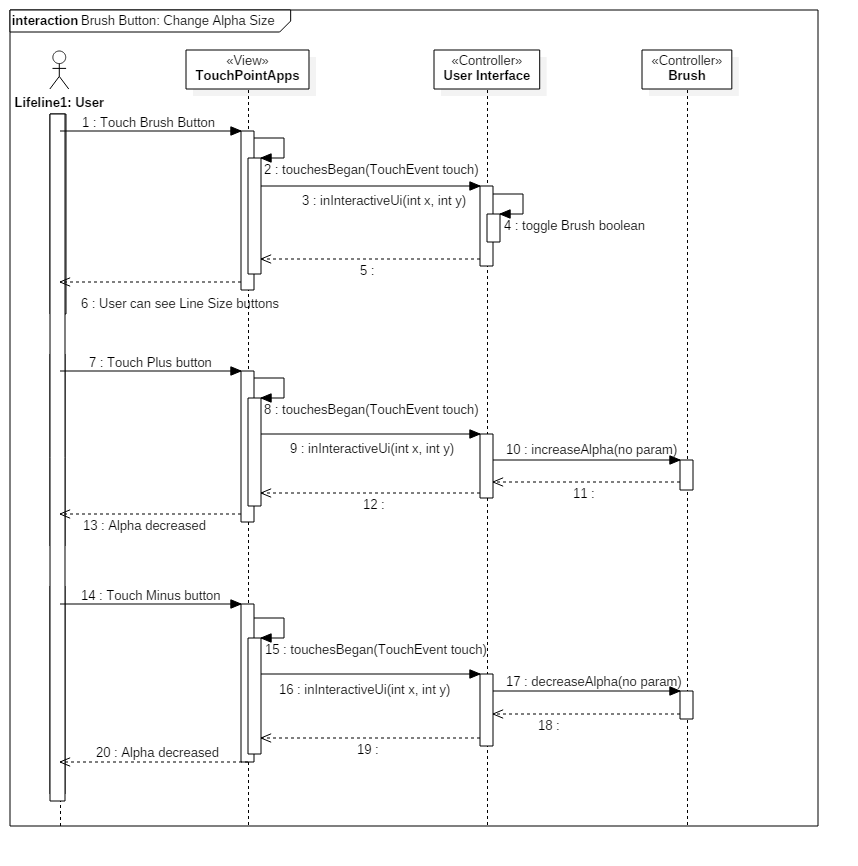 interaction Brush Button: Change Alpha Size
«View»
TouchPointApps
«Controller»
User Interface
«Controller»
Brush
Lifeline1: User
1 : Touch Brush Button
2 : touchesBegan(TouchEvent touch)
3 : inInteractiveUi(int x, int y)
4 : toggle Brush boolean
5 :
6 : User can see Line Size buttons
7 : Touch Plus button
8 : touchesBegan(TouchEvent touch)
9 : inInteractiveUi(int x, int y)
10 : increaseAlpha(no param)
11 :
12 :
13 : Alpha decreased
14 : Touch Minus button
15 : touchesBegan(TouchEvent touch)
16 : inInteractiveUi(int x, int y)
17 : decreaseAlpha(no param)
18 :
19 :
20 : Alpha decreased